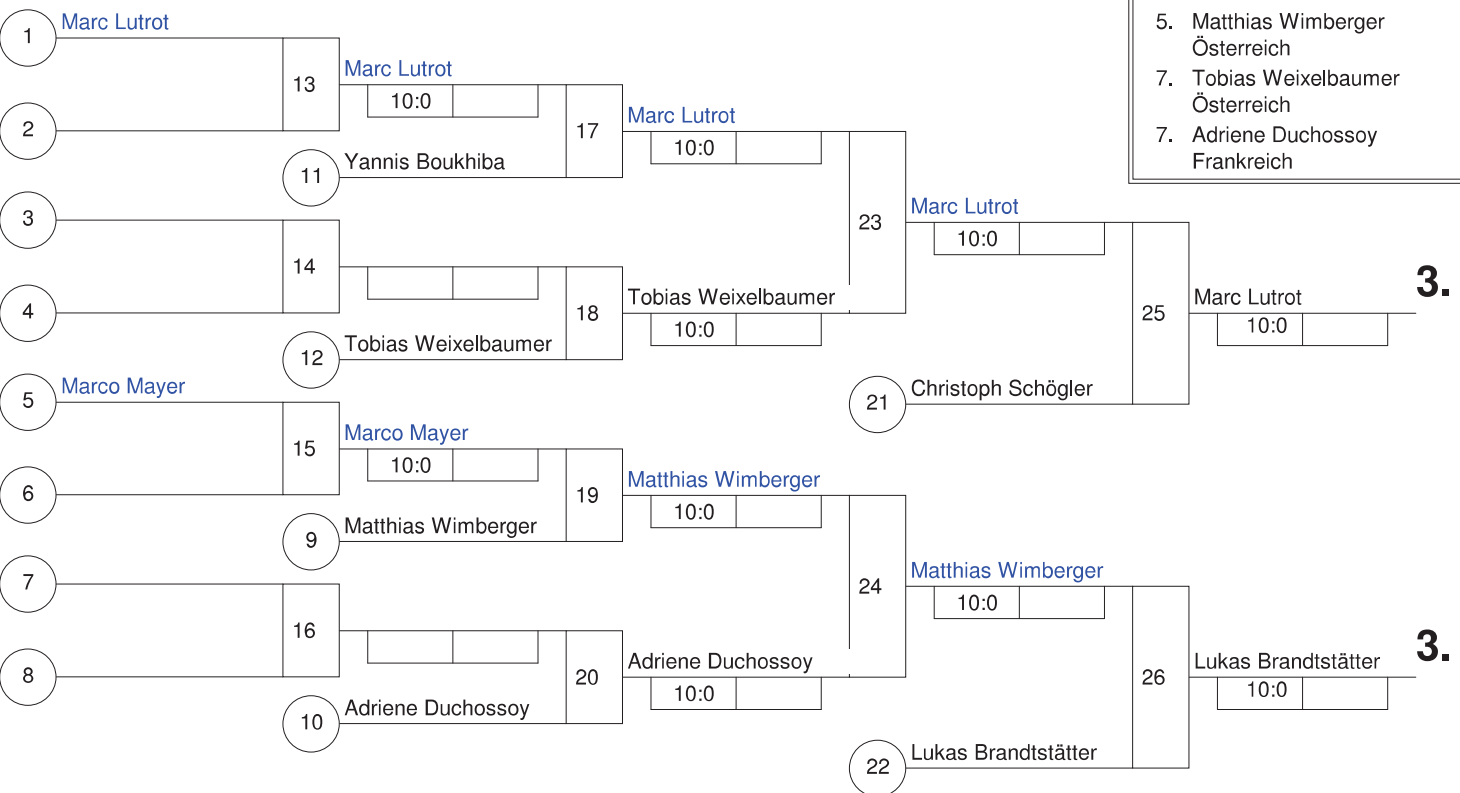 5. Matthias Wimberger
Österreich
7. Tobias Weixelbaumer
Österreich
7. Adriene Duchossoy
Frankreich
1 Marc Lutrot
13
Marc Lutrot
10:0
2
17
Marc Lutrot
10:0
11 Yannis Boukhiba
3
23
Marc Lutrot
10:0
14
4
18
Tobias Weixelbaumer
10:0
12 Tobias Weixelbaumer
25
Marc Lutrot
10:0
3.
21 Christoph Schögler
5 Marco Mayer
15
Marco Mayer
10:0
6
19
Matthias Wimberger
10:0
9 Matthias Wimberger
7
24
Matthias Wimberger
10:0
16
8
20
Adriene Duchossoy
10:0
10 Adriene Duchossoy
26
Lukas Brandtstätter
10:0
3.
22 Lukas Brandtstätter